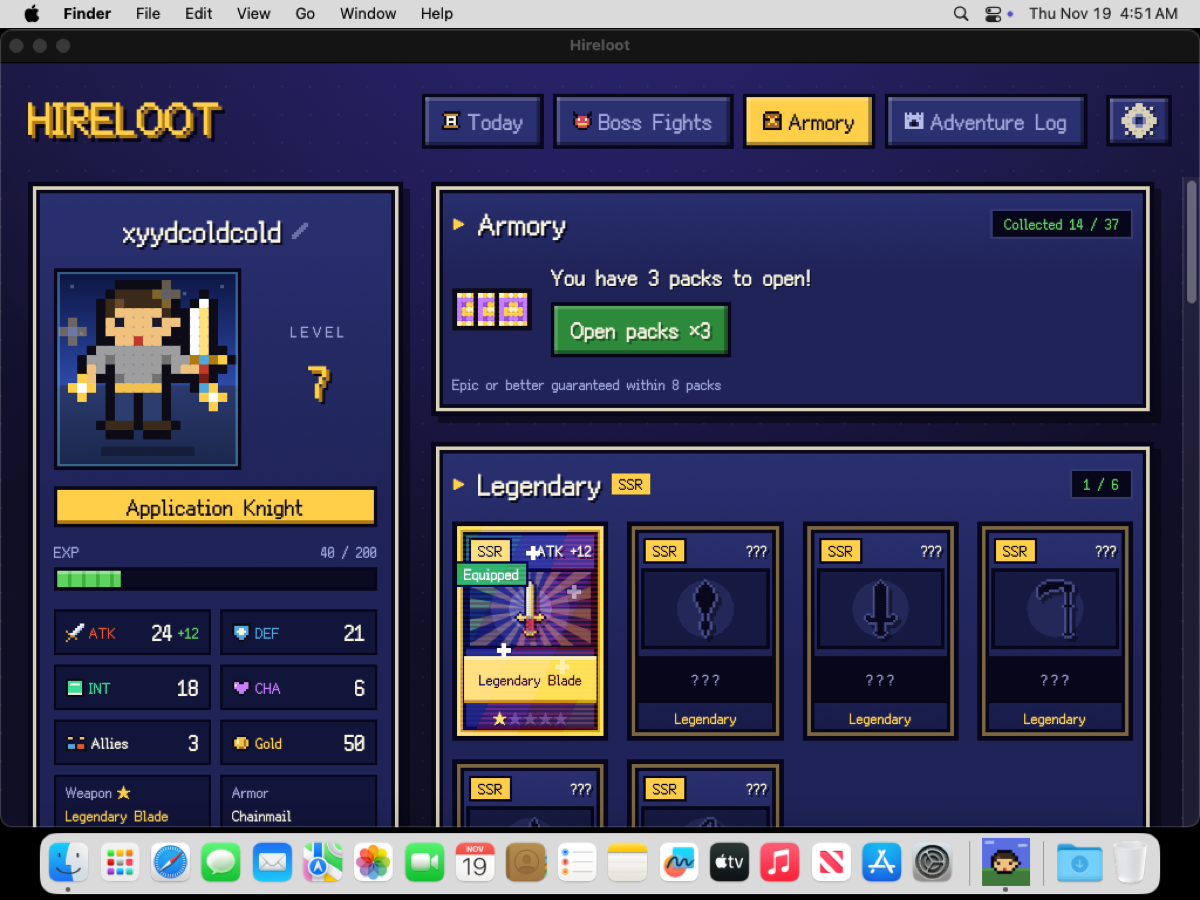 Finder File Edit View Go Window Help Thu Nov 19 4:51 AM
Hireloot
HIRELOOT
Today Boss Fights Armory Adventure Log
xyydcoldcold
LEVEL
7
Application Knight
EXP 40 / 200
ATK 24 +12
DEF 21
INT 18
CHA 6
Allies 3
Gold 50
Weapon
Legendary Blade
Armor
Chainmail
Armory
Collected 14 / 37
You have 3 packs to open!
Open packs ×3
Epic or better guaranteed within 8 packs
Legendary SSR
1 / 6
SSR ATK +12
Equipped
Legendary Blade
SSR ???
???
Legendary
SSR ???
???
Legendary
SSR ???
???
Legendary
SSR ???
SSR ???
NOV
19
tv